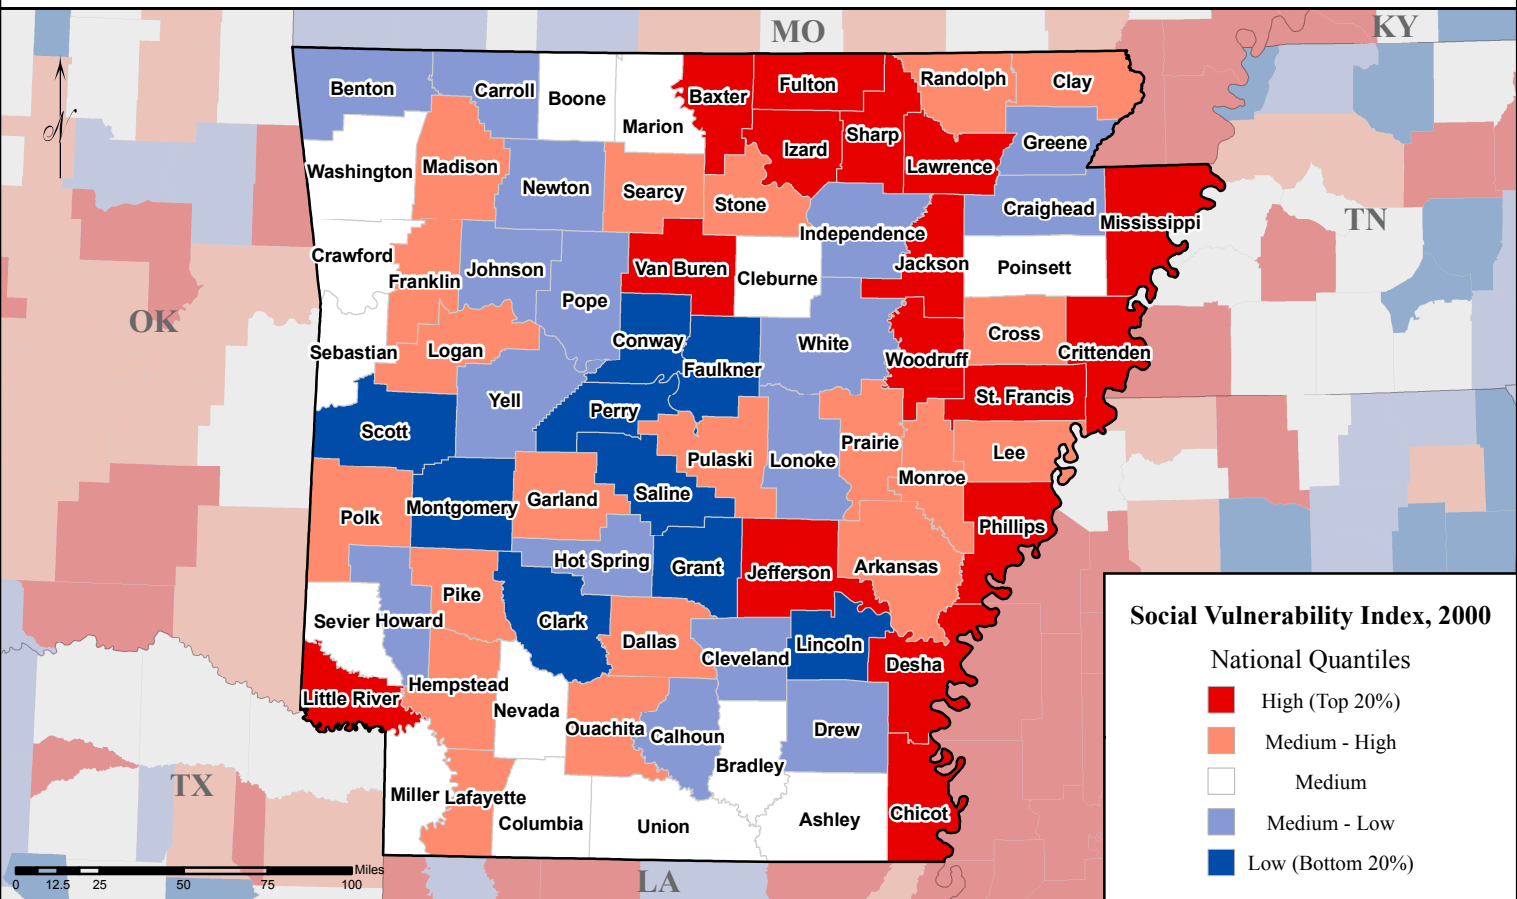 MO
KY
Benton
Carroll
Boone
Marion
Baxter
Fulton
Randolph
Clay
Sharp
Izard
Greene
Washington
Madison
Newton
Searcy
Stone
Lawrence
Craighead
Mississippi
TN
Independence
Crawford
Franklin
Johnson
Van Buren
Cleburne
Jackson
Poinsett
Pope
OK
Sebastian
Logan
Conway
Faulkner
White
Woodruff
Cross
Crittenden
Yell
Perry
St. Francis
Scott
Pulaski
Lonoke
Prairie
Monroe
Lee
Polk
Montgomery
Garland
Saline
Phillips
Hot Spring
Grant
Jefferson
Arkansas
Pike
Sevier
Howard
Clark
Dallas
Cleveland
Lincoln
Desha
Little River
Hempstead
Nevada
Ouachita
Calhoun
Bradley
Drew
TX
Miller
Lafayette
Columbia
Union
Ashley
Chicot
LA
Social Vulnerability Index, 2000
National Quantiles
High (Top 20%)
Medium - High
Medium
Medium - Low
Low (Bottom 20%)
Miles
0 12.5 25 50 75 100
N